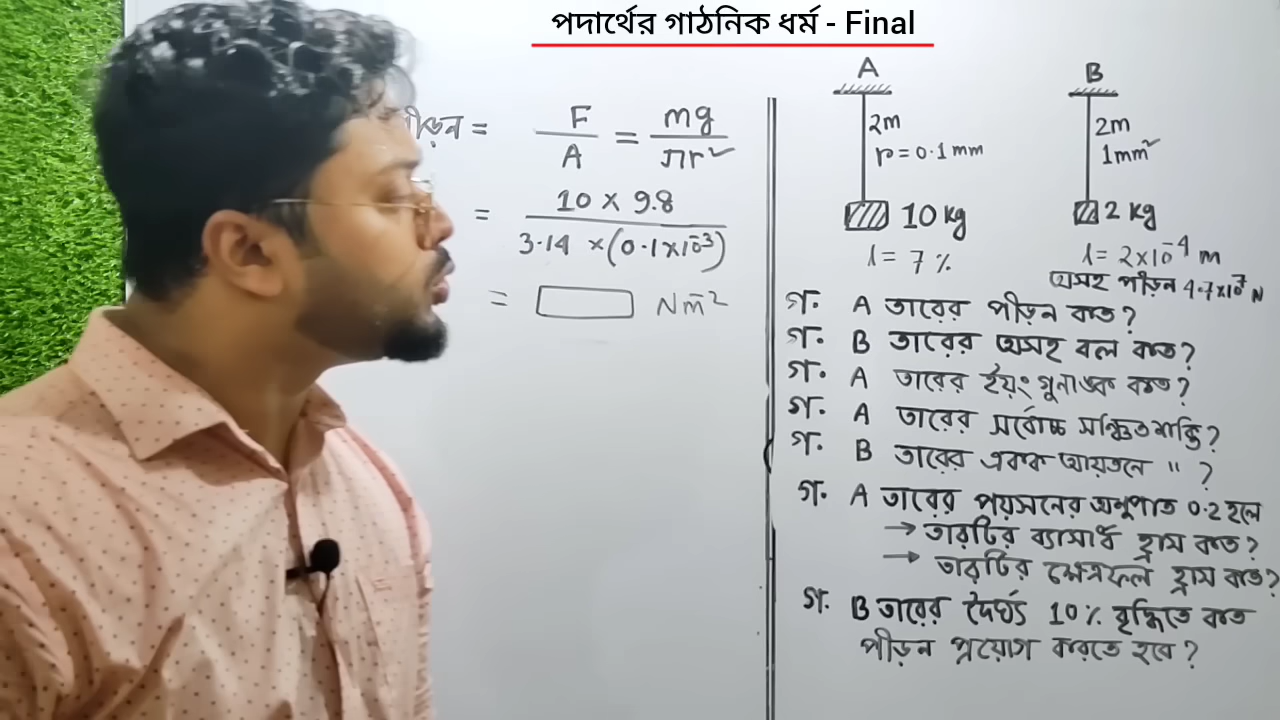 পদার্থের গাঠনিক ধর্ম - Final
পীড়ন = F/A = mg/πr²
= 10 × 9.8 / 3.14 × (0.1×10⁻³)
= Nm⁻²
A
2m
r = 0.1 mm
10 kg
l = 7 %
B
2m
1mm²
2 kg
l = 2×10⁻⁴ m
অসহ পীড়ন 4.7×10⁷ N
গ. A তারের পীড়ন কত?
গ. B তারের অসহ বল কত?
গ. A তারের ইয়ং গুনাঙ্ক কত?
গ. A তারের সর্বোচ্চ সঞ্চিতশক্তি?
গ. B তারের একক আয়তনে " ?
গ. A তারের পয়সনের অনুপাত 0.2 হলে
→ তারটির ব্যাসার্ধ হ্রাস কত?
→ তারটির ক্ষেত্রফল হ্রাস কত?
গ. B তারের দৈর্ঘ্য 10% বৃদ্ধিতে কত
পীড়ন প্রয়োগ করতে হবে?